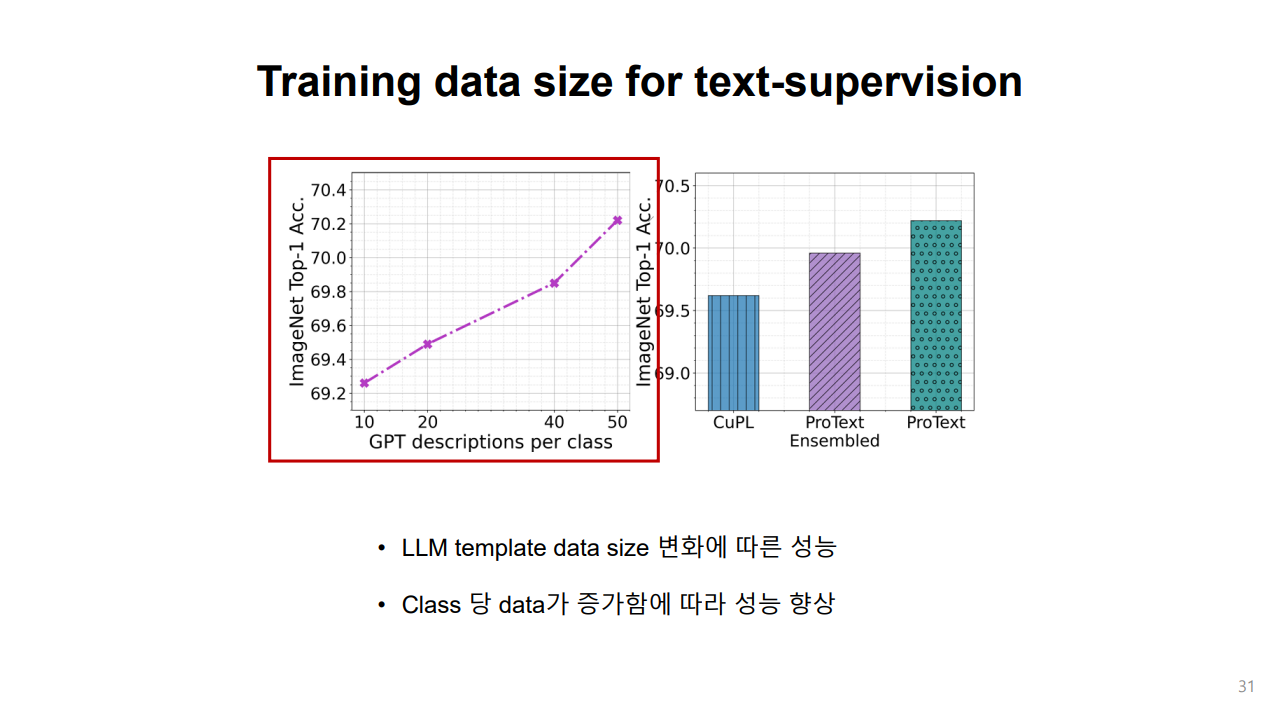 Training data size for text-supervision
ImageNet Top-1 Acc.
70.4
70.2
70.0
69.8
69.6
69.4
69.2
10 20 40 50
GPT descriptions per class
ImageNet Top-1 Acc.
70.5
70.0
69.5
69.0
CuPL ProText Ensembled ProText
• LLM template data size 변화에 따른 성능
• Class 당 data가 증가함에 따라 성능 향상
31